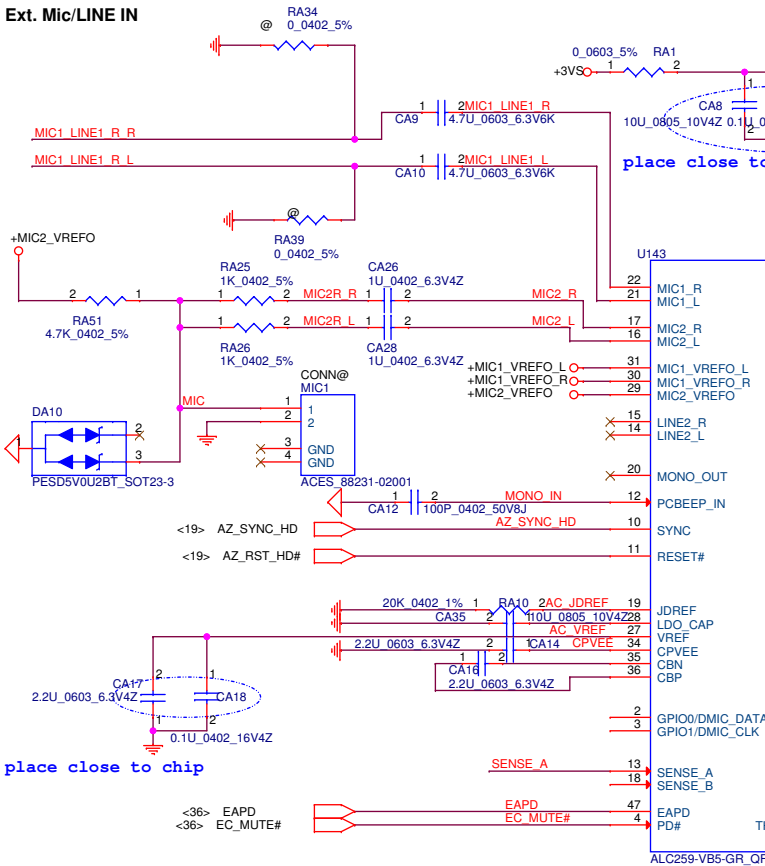 Ext. Mic/LINE IN
RA34
@ 0_0402_5%
0_0603_5% RA1
+3VS 1 2
1
CA8
10U_0805_10V4Z
2
place close to
1 2 MIC1_LINE1_R
CA9 4.7U_0603_6.3V6K
MIC1_LINE1_R_R
MIC1_LINE1_R_L
1 2 MIC1_LINE1_L
CA10 4.7U_0603_6.3V6K
@
RA39
0_0402_5%
+MIC2_VREFO
U143
RA25
1K_0402_5%
CA26
1U_0402_6.3V4Z
2 1
RA51
4.7K_0402_5%
1 2 MIC2R_R 1 2 MIC2_R
1 2 MIC2R_L 1 2 MIC2_L
RA26
1K_0402_5%
CA28
1U_0402_6.3V4Z
22 MIC1_R
21 MIC1_L
17 MIC2_R
16 MIC2_L
+MIC1_VREFO_L 31 MIC1_VREFO_L
+MIC1_VREFO_R 30 MIC1_VREFO_R
+MIC2_VREFO 29 MIC2_VREFO
CONN@
MIC1
MIC 1 1
2 2
3 GND
4 GND
ACES_88231-02001
DA10
1
2
3
PESD5V0U2BT_SOT23-3
15 LINE2_R
14 LINE2_L
20 MONO_OUT
1 2 MONO_IN 12 PCBEEP_IN
CA12 100P_0402_50V8J
<19> AZ_SYNC_HD AZ_SYNC_HD 10 SYNC
<19> AZ_RST_HD# 11 RESET#
20K_0402_1% 1 RA10 2 AC_JDREF 19 JDREF
CA35 2 1 10U_0805_10V4Z 28 LDO_CAP
AC_VREF 27 VREF
2.2U_0603_6.3V4Z 2 1 CA14 CPVEE 34 CPVEE
1 2 35 CBN
CA16 36 CBP
2.2U_0603_6.3V4Z
2 1
CA17
2.2U_0603_6.3V4Z CA18
1 2
0.1U_0402_16V4Z
place close to chip
2 GPIO0/DMIC_DATA
3 GPIO1/DMIC_CLK
SENSE_A 13 SENSE_A
18 SENSE_B
<36> EAPD EAPD 47 EAPD
<36> EC_MUTE# EC_MUTE# 4 PD#
ALC259-VB5-GR_QF